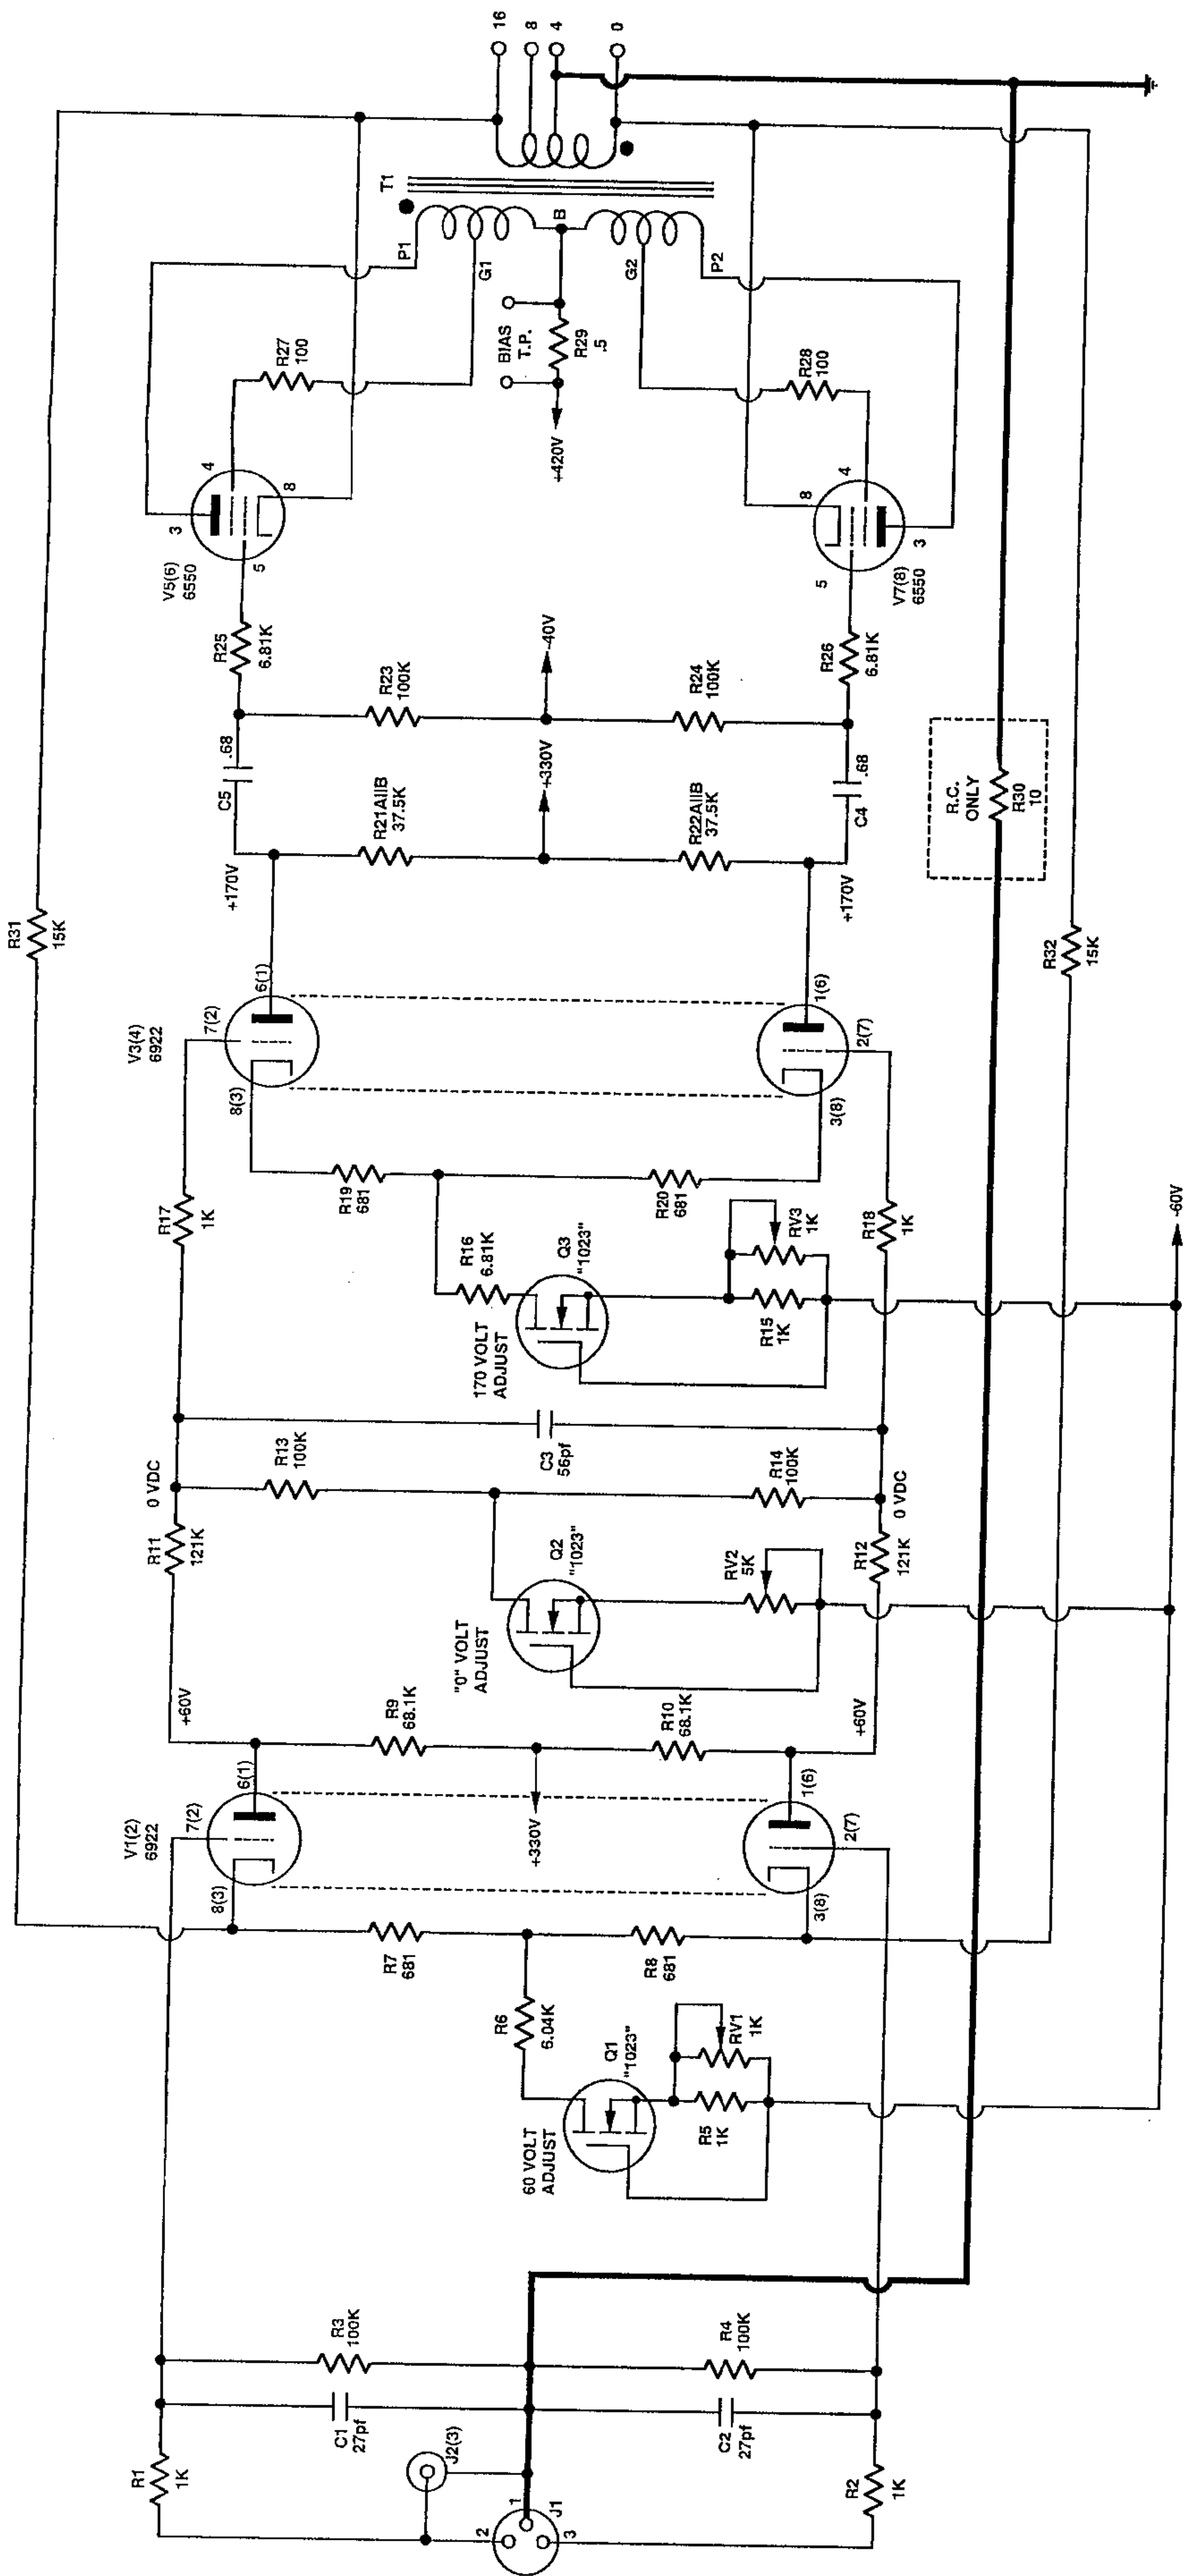 R1
1K
R2
1K
J1
1
2
3
J2(3)
C1
27pf
C2
27pf
R3
100K
R4
100K
V1(2)
6922
7(2)
6(1)
8(3)
2(7)
1(6)
3(8)
R7
681
R8
681
R6
6.04K
Q1
"1023"
60 VOLT
ADJUST
R5
1K
RV1
1K
+60V
R9
68.1K
R10
68.1K
+330V
+60V
R11
121K
R12
121K
0 VDC
0 VDC
"0" VOLT
ADJUST
Q2
"1023"
RV2
5K
R13
100K
R14
100K
C3
56pf
R17
1K
R18
1K
170 VOLT
ADJUST
Q3
"1023"
R16
6.81K
R15
1K
RV3
1K
R19
681
R20
681
V3(4)
6922
7(2)
6(1)
8(3)
2(7)
1(6)
3(8)
-60V
R31
15K
R32
15K
+170V
+170V
R21AIIB
37.5K
R22AIIB
37.5K
+330V
C5
.68
C4
.68
R23
100K
R24
100K
-40V
R25
6.81K
R26
6.81K
R.C.
ONLY
R30
10
V5(6)
6550
3
4
5
8
V7(8)
6550
5
8
4
3
R27
100
R28
100
+420V
BIAS
T.P.
R29
.5
P1
G1
B
G2
P2
T1
16
8
4
0